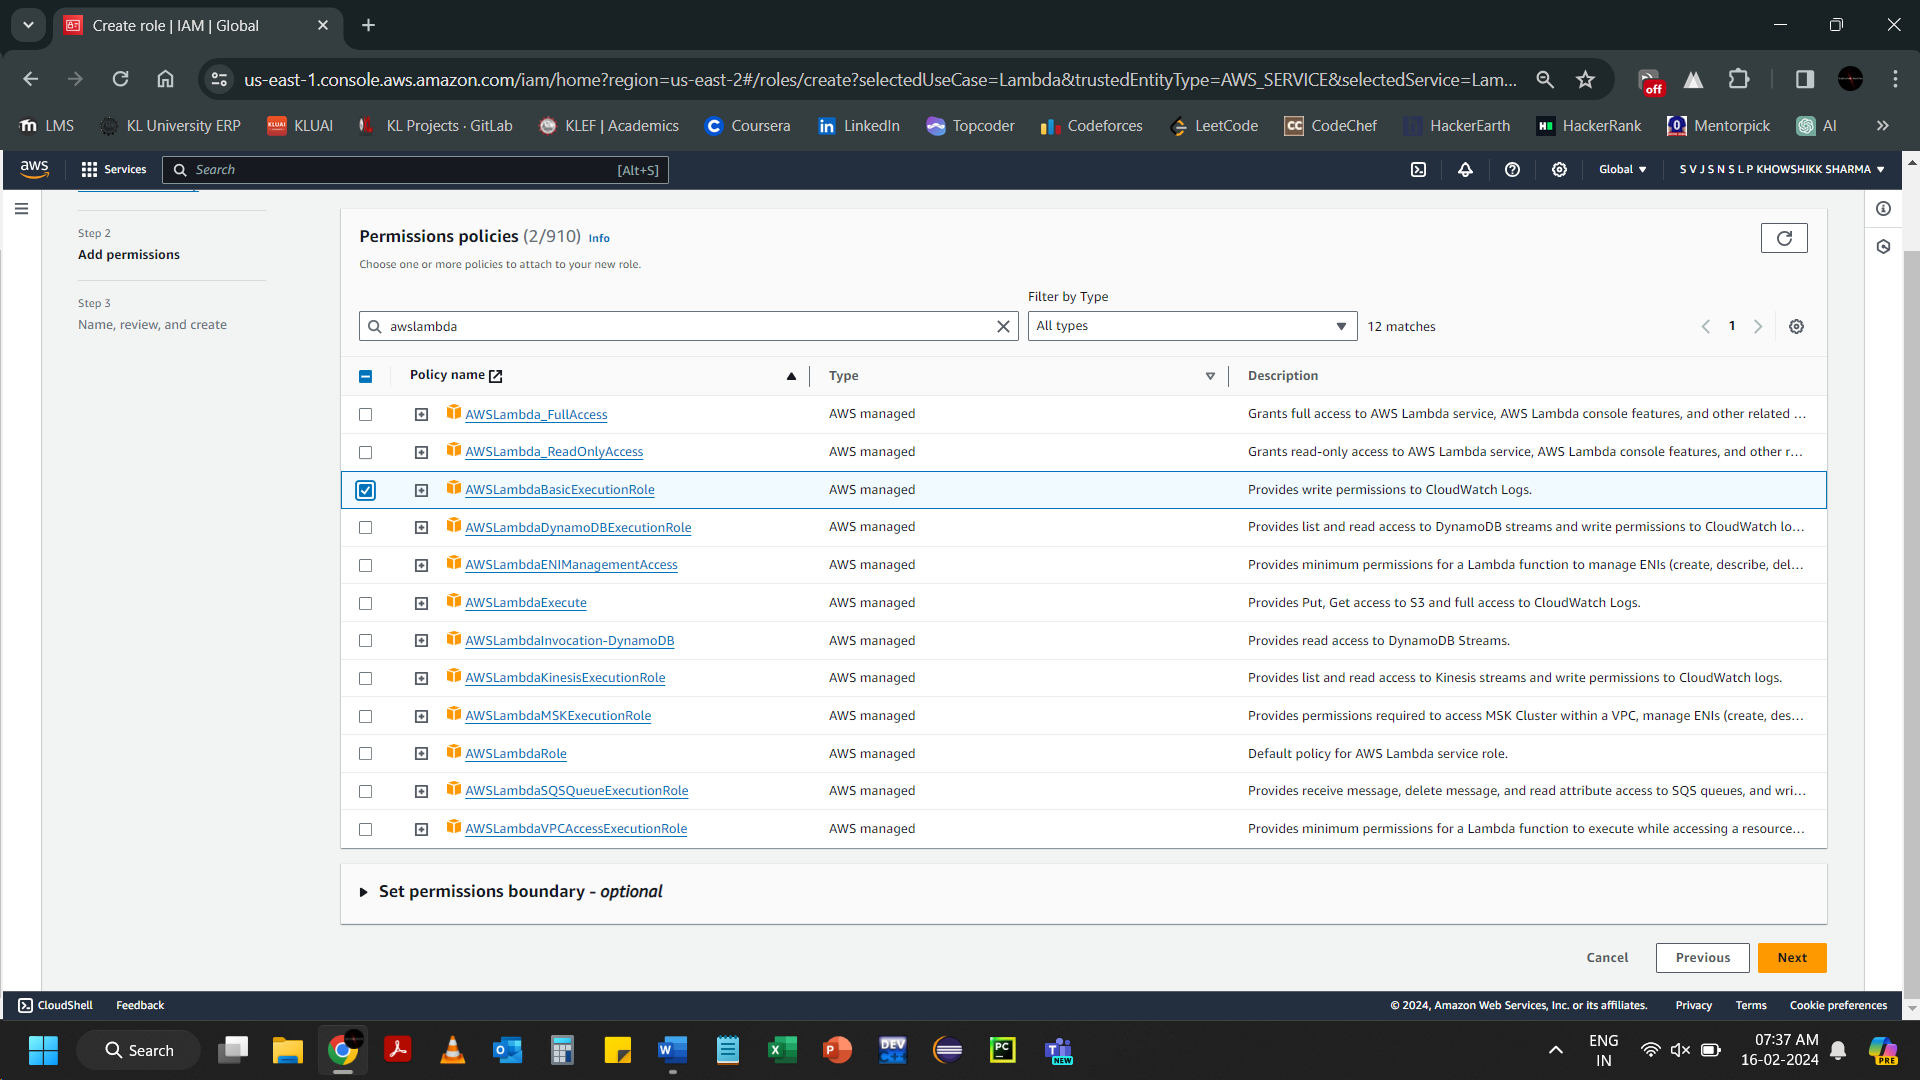 Create role | IAM | Global
us-east-1.console.aws.amazon.com/iam/home?region=us-east-2#/roles/create?selectedUseCase=Lambda&trustedEntityType=AWS_SERVICE&selectedService=Lam...
off
LMS
KL University ERP
KLUAI
KLUAI
KL Projects · GitLab
KLEF | Academics
Coursera
LinkedIn
Topcoder
Codeforces
LeetCode
CodeChef
HackerEarth
HackerRank
Mentorpick
AI
aws
Services
Search
[Alt+S]
Global
S V J S N S L P KHOWSHIKK SHARMA
Step 2
Add permissions
Step 3
Name, review, and create
Permissions policies (2/910) Info
Choose one or more policies to attach to your new role.
Filter by Type
awslambda
All types
12 matches
1
Policy name
Type
Description
AWSLambda_FullAccess
AWS managed
Grants full access to AWS Lambda service, AWS Lambda console features, and other related ...
AWSLambda_ReadOnlyAccess
AWS managed
Grants read-only access to AWS Lambda service, AWS Lambda console features, and other r...
AWSLambdaBasicExecutionRole
AWS managed
Provides write permissions to CloudWatch Logs.
AWSLambdaDynamoDBExecutionRole
AWS managed
Provides list and read access to DynamoDB streams and write permissions to CloudWatch lo...
AWSLambdaENIManagementAccess
AWS managed
Provides minimum permissions for a Lambda function to manage ENIs (create, describe, del...
AWSLambdaExecute
AWS managed
Provides Put, Get access to S3 and full access to CloudWatch Logs.
AWSLambdaInvocation-DynamoDB
AWS managed
Provides read access to DynamoDB Streams.
AWSLambdaKinesisExecutionRole
AWS managed
Provides list and read access to Kinesis streams and write permissions to CloudWatch logs.
AWSLambdaMSKExecutionRole
AWS managed
Provides permissions required to access MSK Cluster within a VPC, manage ENIs (create, des...
AWSLambdaRole
AWS managed
Default policy for AWS Lambda service role.
AWSLambdaSQSQueueExecutionRole
AWS managed
Provides receive message, delete message, and read attribute access to SQS queues, and wri...
AWSLambdaVPCAccessExecutionRole
AWS managed
Provides minimum permissions for a Lambda function to execute while accessing a resource...
Set permissions boundary - optional
Cancel
Previous
Next
CloudShell
Feedback
© 2024, Amazon Web Services, Inc. or its affiliates.
Privacy
Terms
Cookie preferences
Search
ENG
IN
07:37 AM
16-02-2024